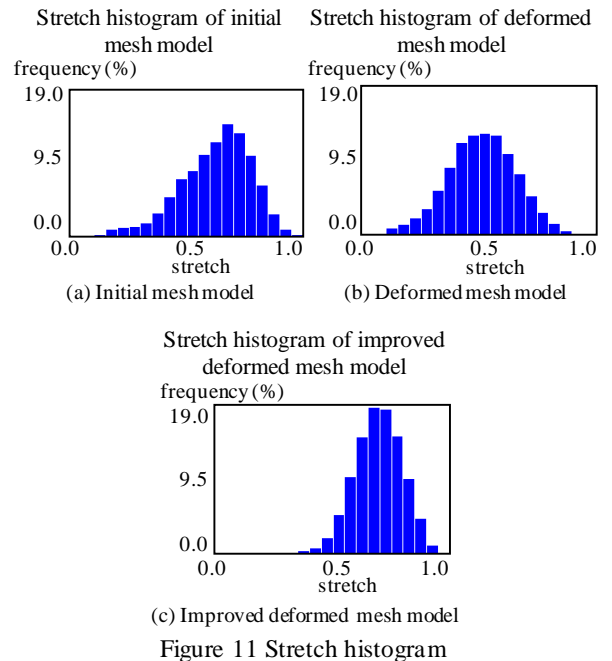 Stretch histogram of initial
mesh model
frequency (%)
19.0
9.5
0.0
0.0 0.5 1.0
stretch
(a) Initial mesh model
Stretch histogram of deformed
mesh model
frequency (%)
19.0
9.5
0.0
0.0 0.5 1.0
stretch
(b) Deformed mesh model
Stretch histogram of improved
deformed mesh model
frequency (%)
19.0
9.5
0.0
0.0 0.5 1.0
stretch
(c) Improved deformed mesh model
Figure 11 Stretch histogram